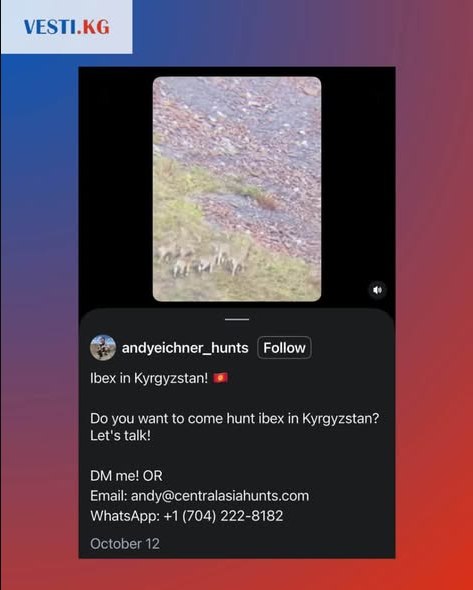 VESTI.KG
andyeichner_hunts Follow
Ibex in Kyrgyzstan! 🇰🇬
Do you want to come hunt ibex in Kyrgyzstan?
Let's talk!
DM me! OR
Email: andy@centralasiahunts.com
WhatsApp: +1 (704) 222-8182
October 12